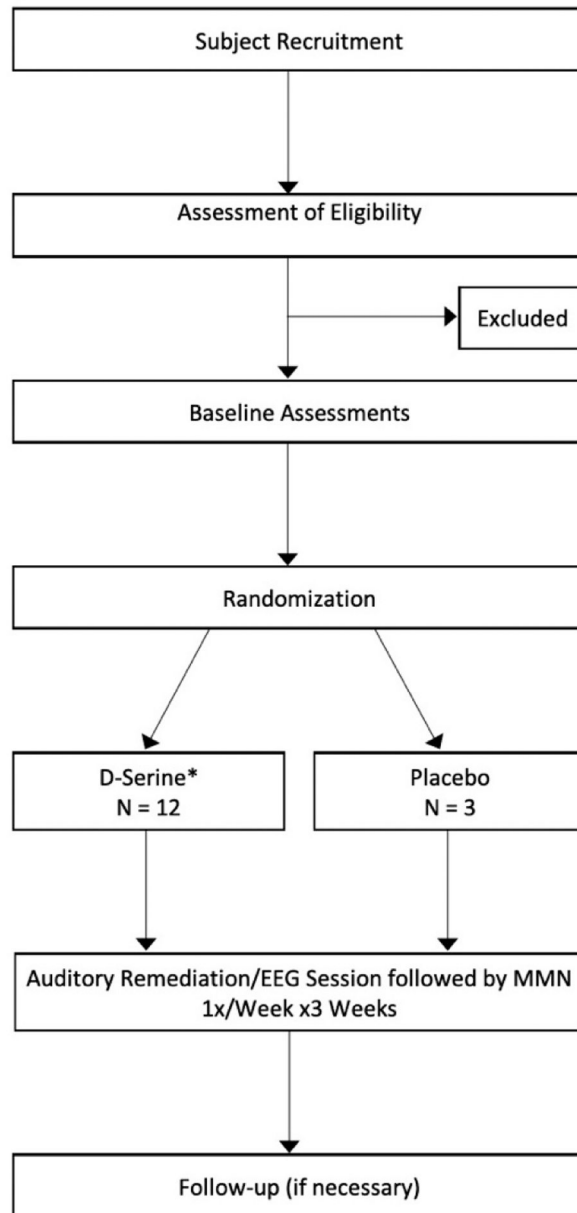 Subject Recruitment
Assessment of Eligibility
Excluded
Baseline Assessments
Randomization
D-Serine*
N = 12
Placebo
N = 3
Auditory Remediation/EEG Session followed by MMN
1x/Week x3 Weeks
Follow-up (if necessary)